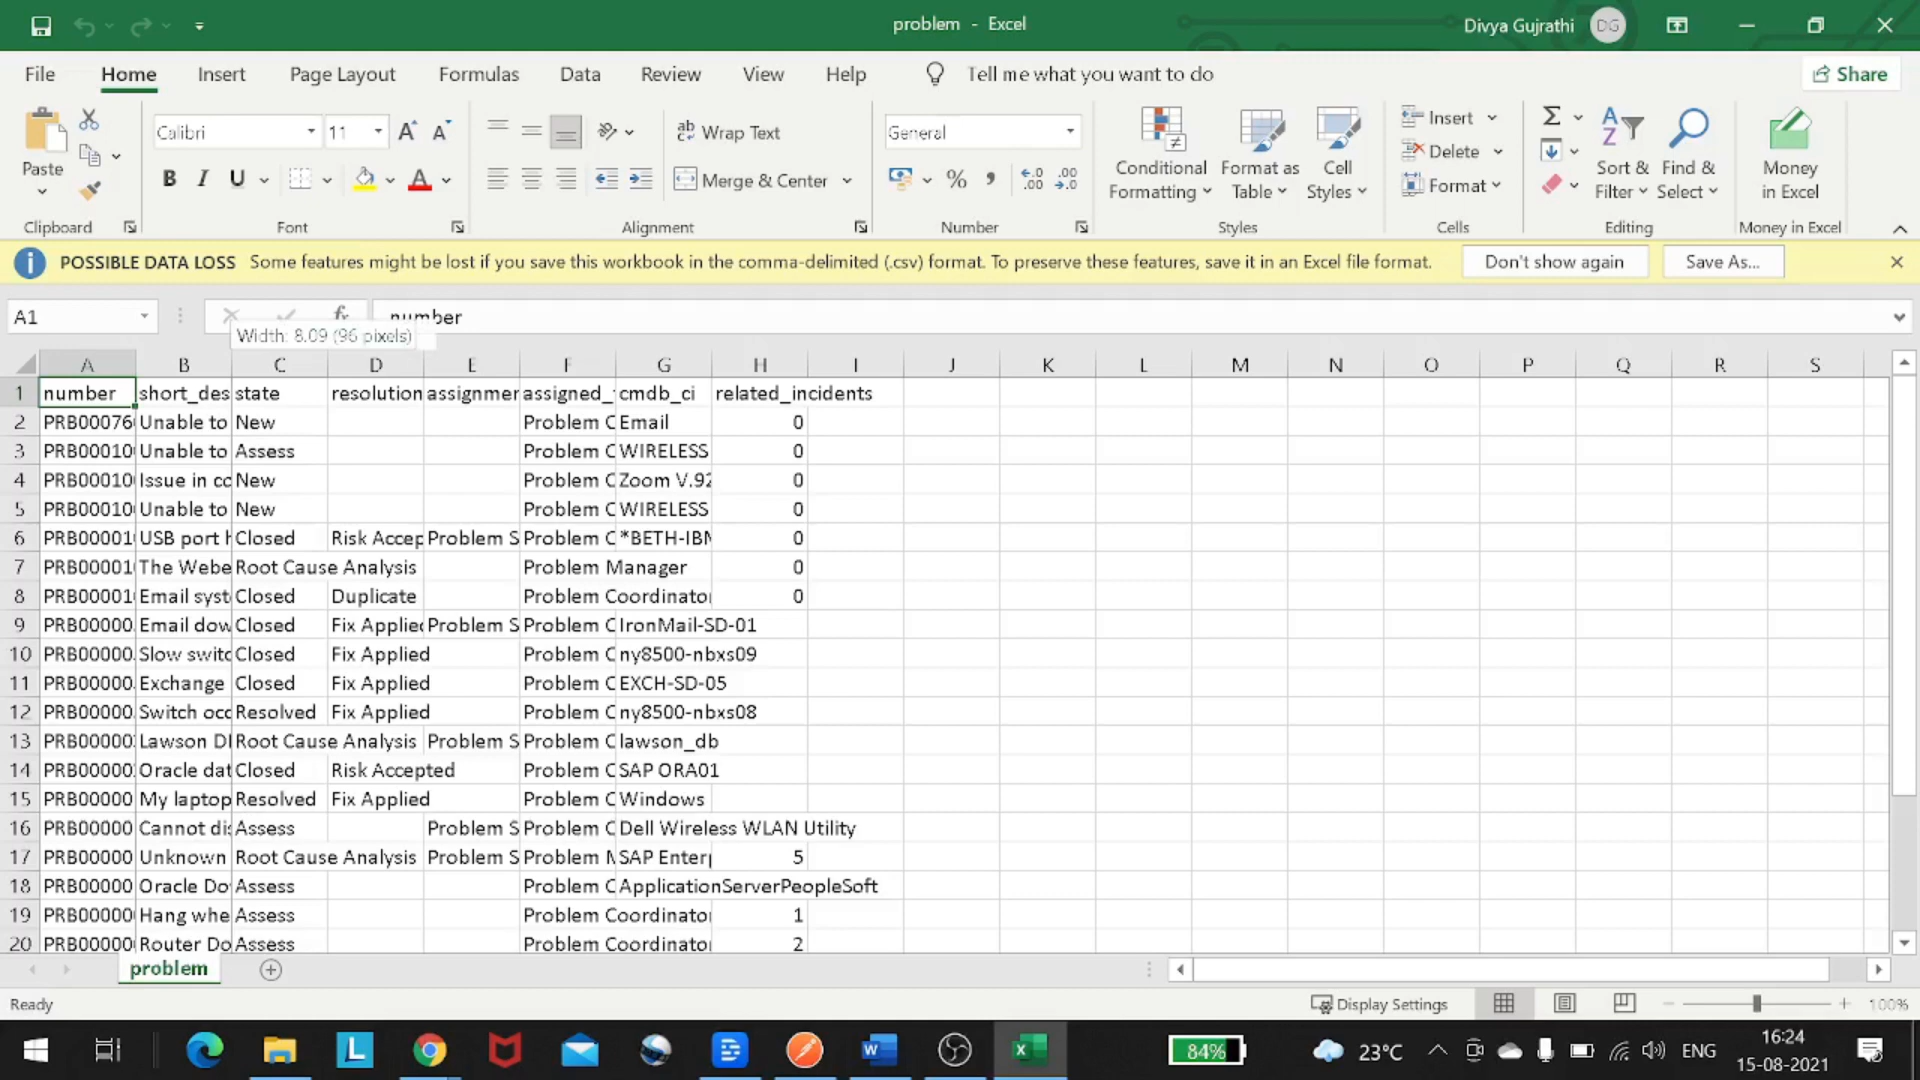 problem - Excel
Divya Gujrathi DG
File Home Insert Page Layout Formulas Data Review View Help Tell me what you want to do Share
Paste
Clipboard
Calibri 11 A A
B I U A
Font
Wrap Text
Merge & Center
Alignment
General
% , .00 .00
Number
Conditional Formatting
Format as Table
Cell Styles
Styles
Insert
Delete
Format
Cells
Sort & Filter
Find & Select
Editing
Money in Excel
Money in Excel
POSSIBLE DATA LOSS Some features might be lost if you save this workbook in the comma-delimited (.csv) format. To preserve these features, save it in an Excel file format. Don't show again Save As...
A1 fx number
Width: 8.09 (96 pixels)
A B C D E F G H I J K L M N O P Q R S
1 number short_des state resolution assignmen assigned_ cmdb_ci related_incidents
2 PRB00076 Unable to New Problem C Email 0
3 PRB00010 Unable to Assess Problem C WIRELESS 0
4 PRB00010 Issue in co New Problem C Zoom V.92 0
5 PRB00010 Unable to New Problem C WIRELESS 0
6 PRB00001 USB port h Closed Risk Accep Problem S Problem C *BETH-IBM 0
7 PRB00001 The Webe Root Cause Analysis Problem Manager 0
8 PRB00001 Email syst Closed Duplicate Problem Coordinato 0
9 PRB00000 Email dow Closed Fix Applied Problem S Problem C IronMail-SD-01
10 PRB00000 Slow switc Closed Fix Applied Problem C ny8500-nbxs09
11 PRB00000 Exchange Closed Fix Applied Problem C EXCH-SD-05
12 PRB00000 Switch occ Resolved Fix Applied Problem C ny8500-nbxs08
13 PRB00000 Lawson DI Root Cause Analysis Problem S Problem C lawson_db
14 PRB00000 Oracle dat Closed Risk Accepted Problem C SAP ORA01
15 PRB00000 My laptop Resolved Fix Applied Problem C Windows
16 PRB00000 Cannot dis Assess Problem S Problem C Dell Wireless WLAN Utility
17 PRB00000 Unknown Root Cause Analysis Problem S Problem M SAP Enterp 5
18 PRB00000 Oracle Do Assess Problem C ApplicationServerPeopleSoft
19 PRB00000 Hang whe Assess Problem Coordinato 1
20 PRB00000 Router Do Assess Problem Coordinato 2
problem
Ready Display Settings 100%
84% 23°C ENG 16:24
15-08-2021